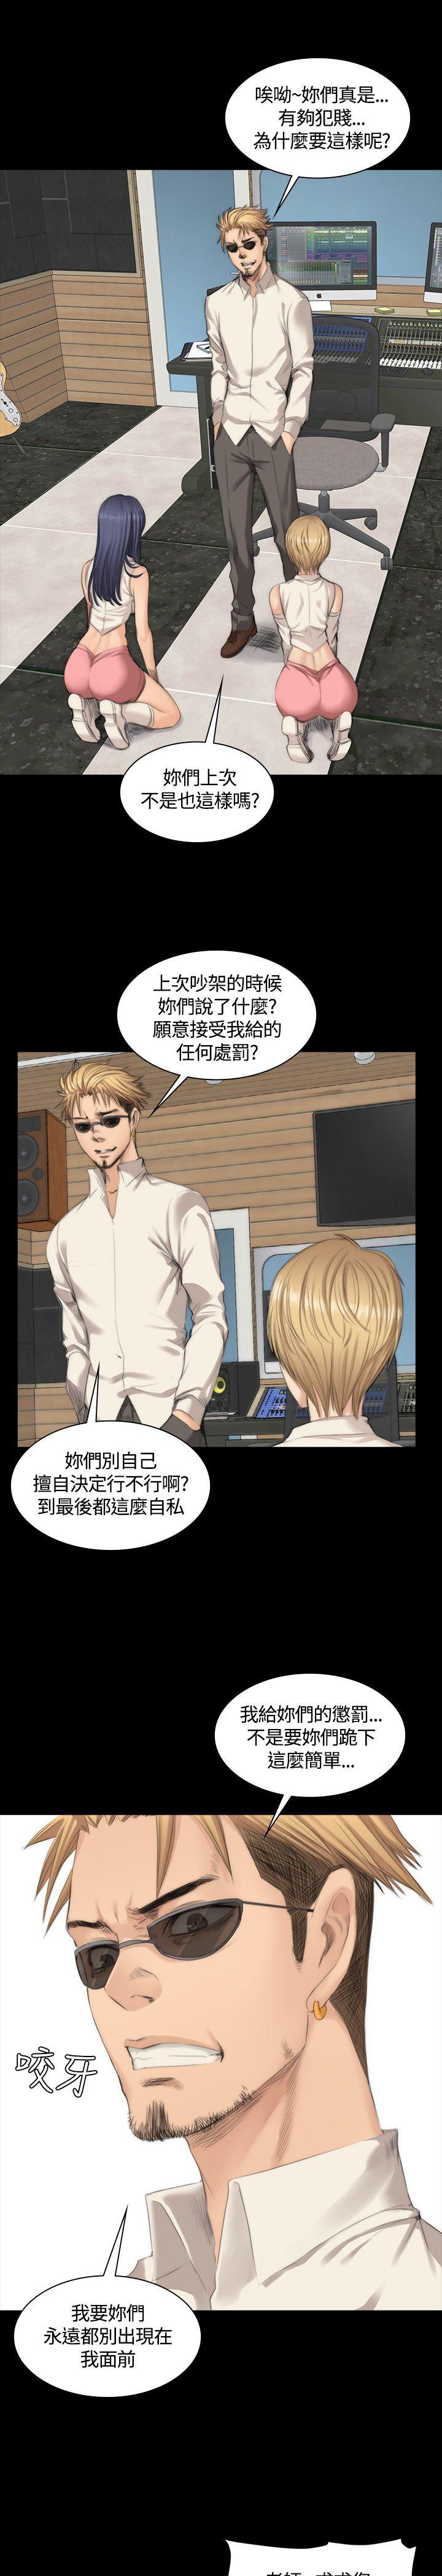 唉呦~妳們真是...
有夠犯賤...
為什麼要這樣呢?
妳們上次
不是也這樣嗎?
上次吵架的時候
妳們說了什麼?
願意接受我給的
任何處罰?
妳們別自己
擅自決定行不行啊?
到最後都這麼自私
我給妳們的懲罰...
不是要妳們跪下
這麼簡單...
咬牙
我要妳們
永遠都別出現在
我面前